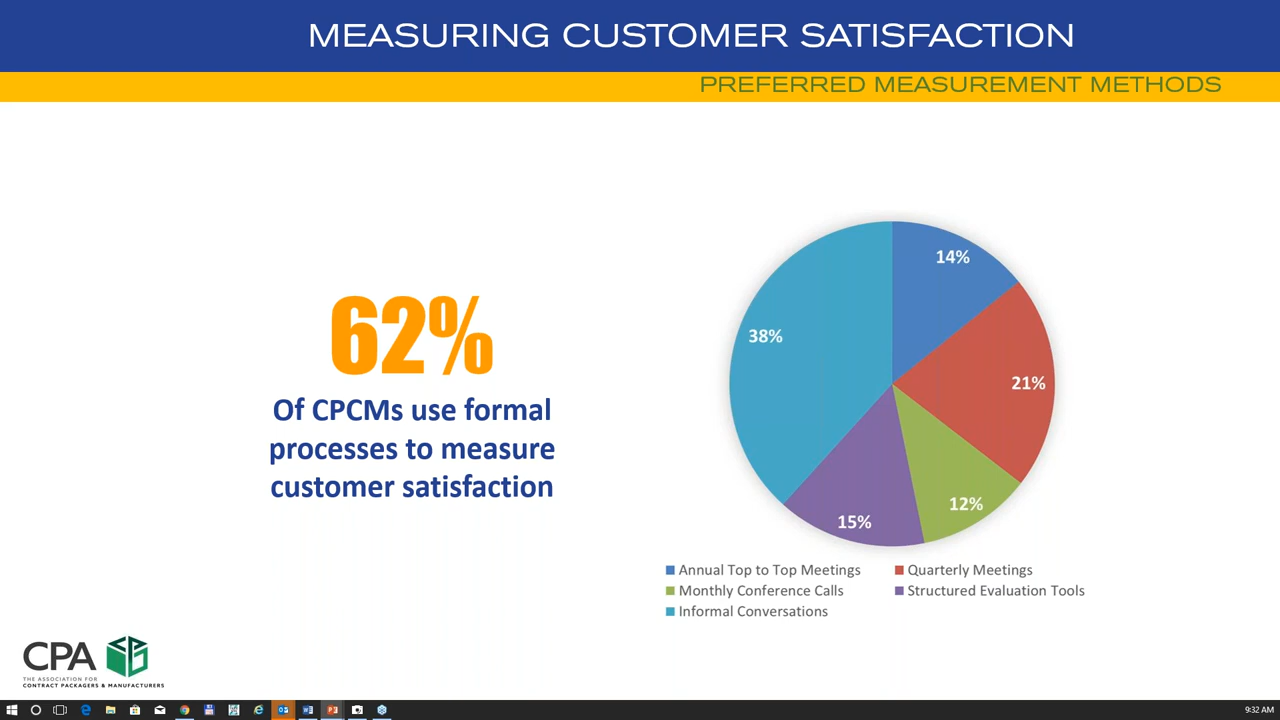 MEASURING CUSTOMER SATISFACTION
PREFERRED MEASUREMENT METHODS
62%
Of CPCMs use formal
processes to measure
customer satisfaction
14%
38%
21%
12%
15%
Annual Top to Top Meetings
Quarterly Meetings
Monthly Conference Calls
Structured Evaluation Tools
Informal Conversations
CPA
THE ASSOCIATION FOR
CONTRACT PACKAGERS & MANUFACTURERS
9:32 AM